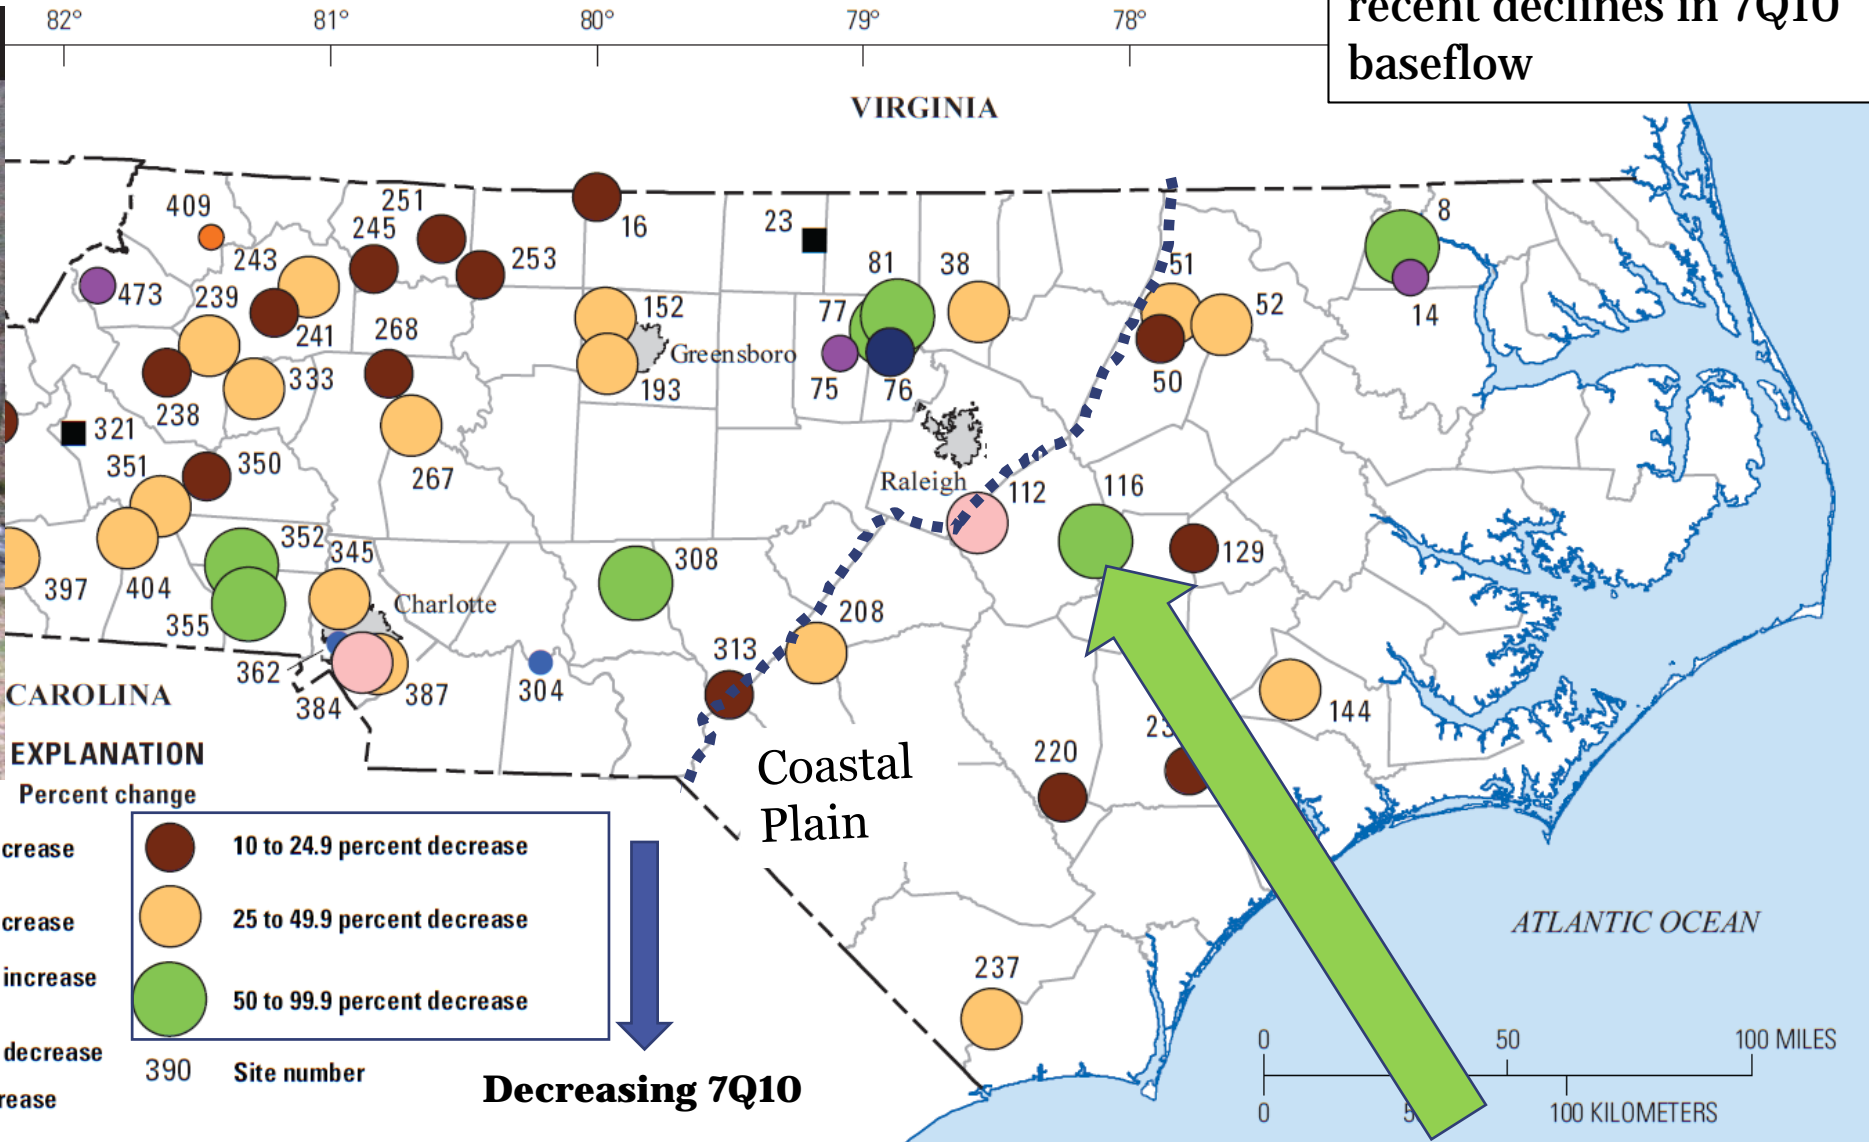 82° 81° 80° 79° 78°
recent declines in 7Q10
baseflow
VIRGINIA
409
251
245
16
23
8
243
253
81
38
51
473
239
152
77
52
14
241
268
Greensboro
333
193
75
76
50
238
321
351
350
267
Raleigh
112
116
352
345
308
129
397
404
Charlotte
208
355
313
362
304
384
387
144
CAROLINA
220
EXPLANATION
Coastal
Plain
Percent change
crease
10 to 24.9 percent decrease
crease
25 to 49.9 percent decrease
ATLANTIC OCEAN
increase
50 to 99.9 percent decrease
237
decrease
390 Site number
rease
Decreasing 7Q10
0 50 100 MILES
0 100 KILOMETERS